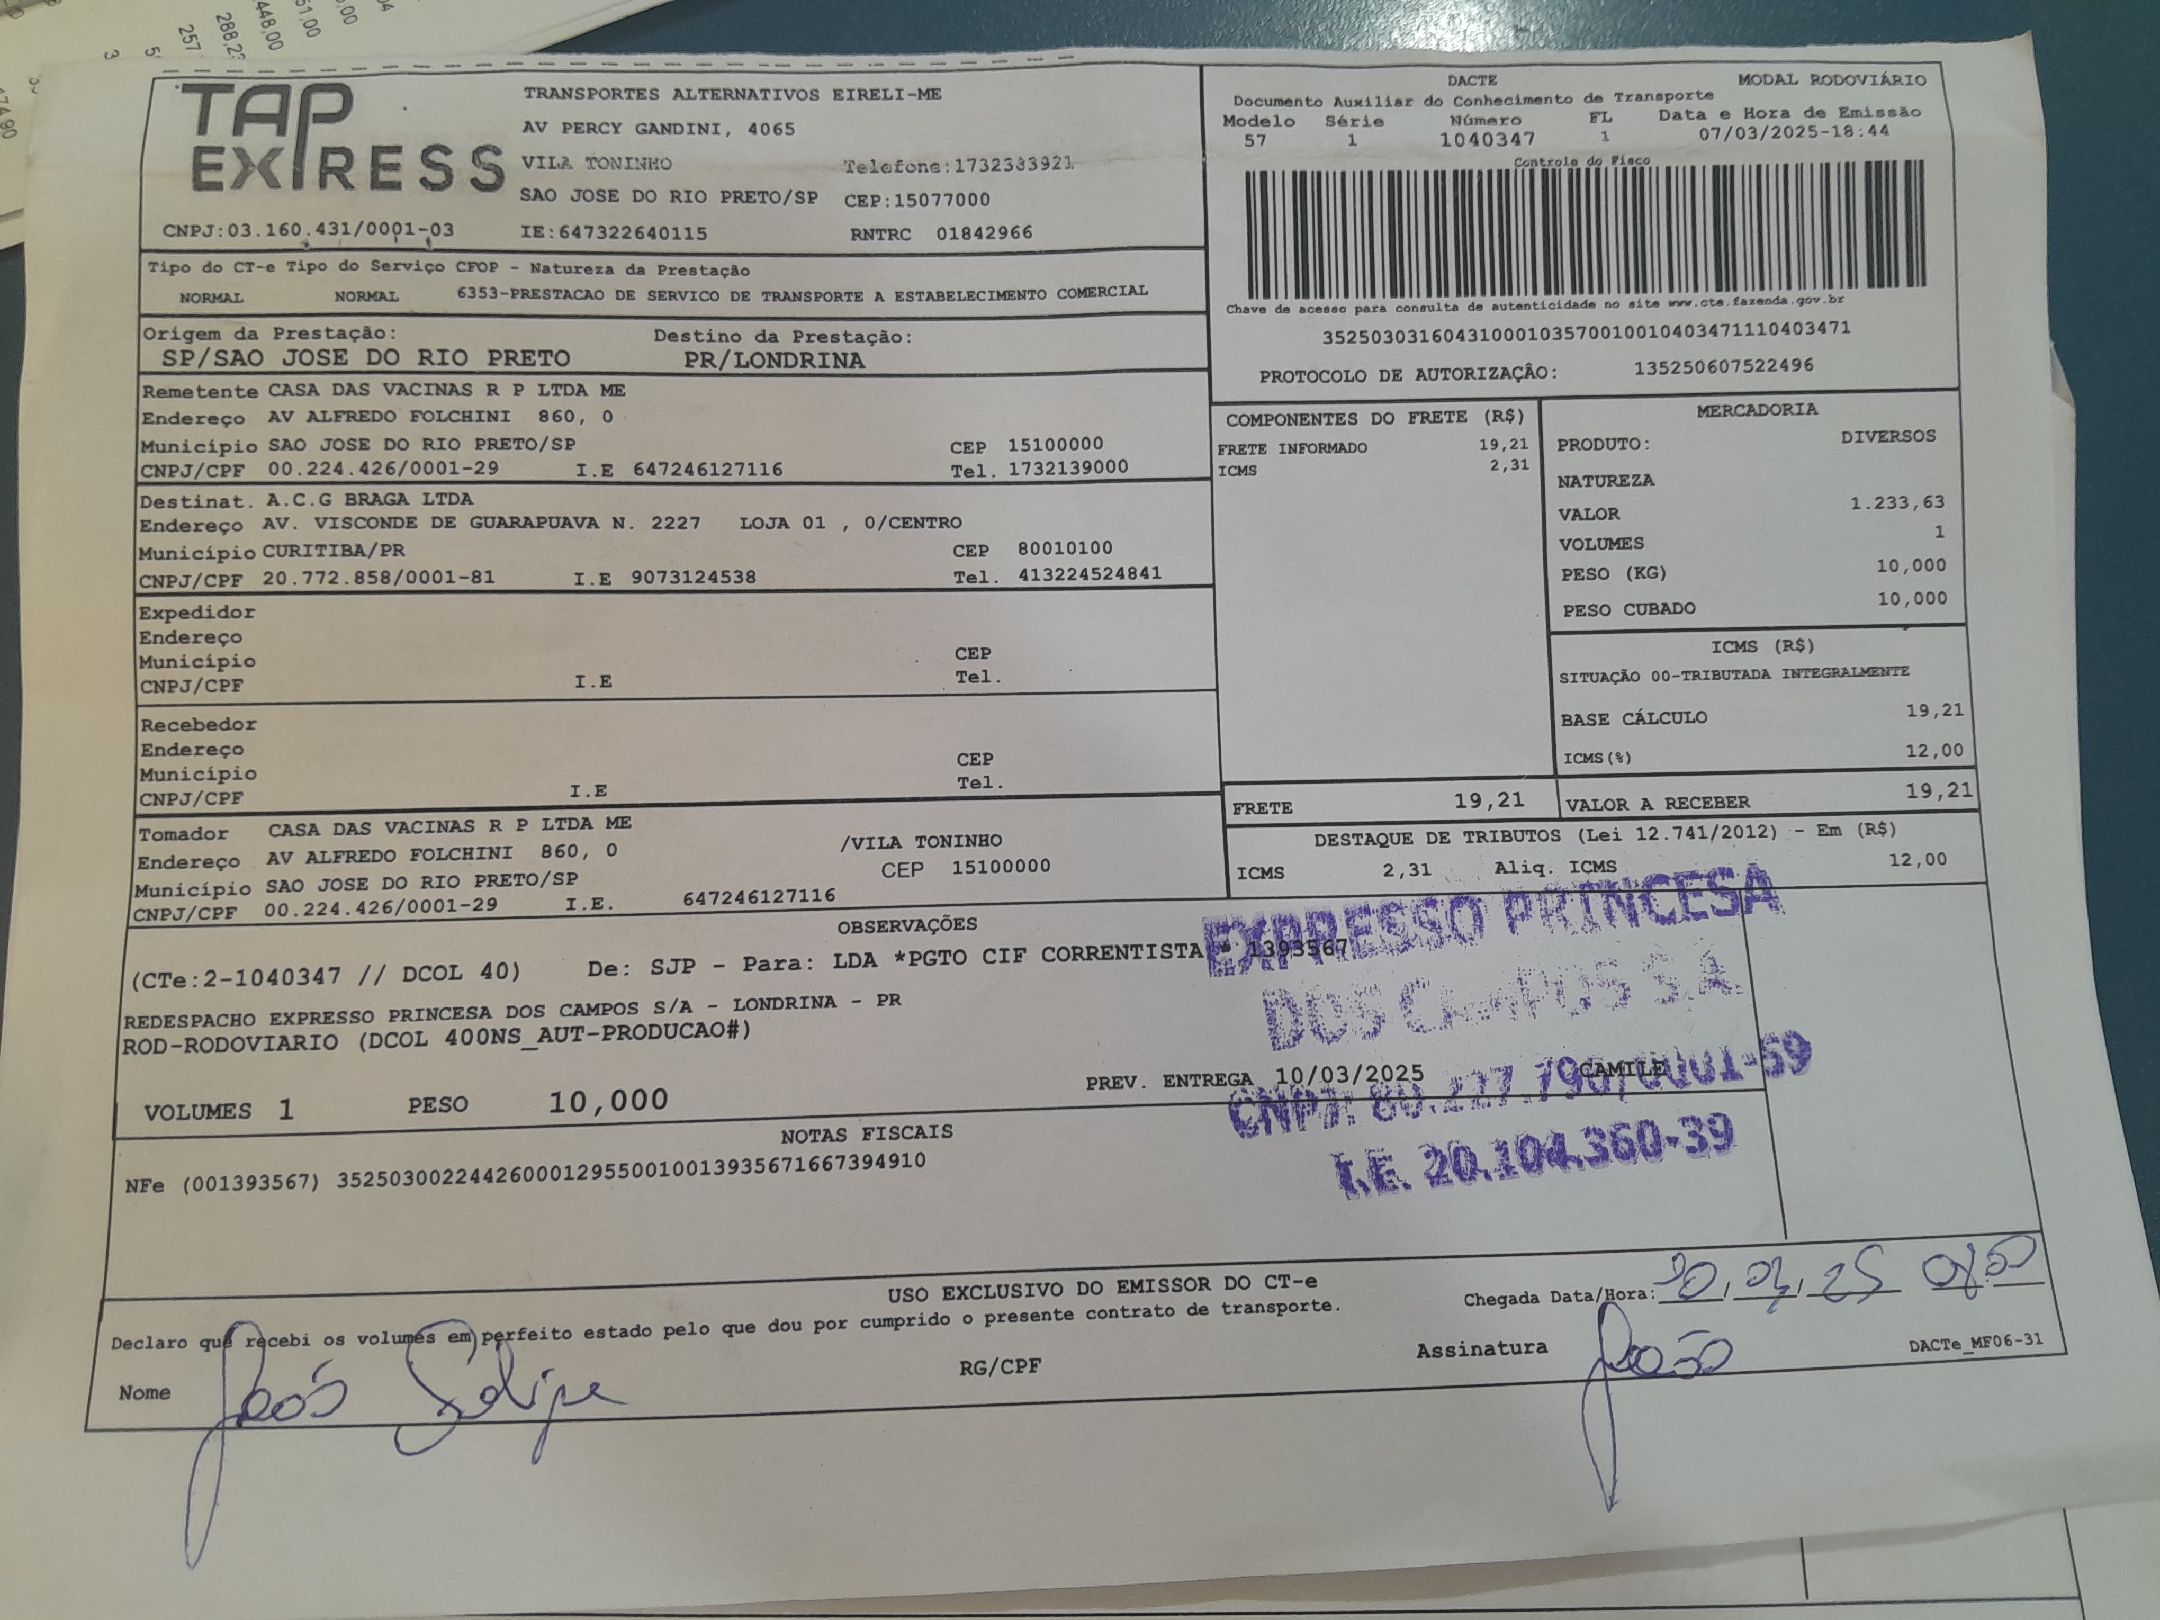 TAP
EXPRESS
TRANSPORTES ALTERNATIVOS EIRELI-ME
AV PERCY GANDINI, 4065
VILA TONINHO Telefone:1732333921
SAO JOSE DO RIO PRETO/SP CEP:15077000
CNPJ:03.160.431/0001-03 IE:647322640115 RNTRC 01842966
DACTE MODAL RODOVIÁRIO
Documento Auxiliar do Conhecimento de Transporte
Modelo Série Número FL Data e Hora de Emissão
57 1 1040347 1 07/03/2025-18:44
Controle do Fisco
Chave de acesso para consulta de autenticidade no site www.cte.fazenda.gov.br
35250303160431000103570010010403471110403471
PROTOCOLO DE AUTORIZAÇÃO: 135250607522496
Tipo do CT-e Tipo do Serviço CFOP - Natureza da Prestação
NORMAL NORMAL 6353-PRESTACAO DE SERVICO DE TRANSPORTE A ESTABELECIMENTO COMERCIAL
Origem da Prestação: Destino da Prestação:
SP/SAO JOSE DO RIO PRETO PR/LONDRINA
Remetente CASA DAS VACINAS R P LTDA ME
Endereço AV ALFREDO FOLCHINI 860, 0
Município SAO JOSE DO RIO PRETO/SP CEP 15100000
CNPJ/CPF 00.224.426/0001-29 I.E 647246127116 Tel. 1732139000
Destinat. A.C.G BRAGA LTDA
Endereço AV. VISCONDE DE GUARAPUAVA N. 2227 LOJA 01 , 0/CENTRO
Município CURITIBA/PR CEP 80010100
CNPJ/CPF 20.772.858/0001-81 I.E 9073124538 Tel. 413224524841
Expedidor
Endereço
Município CEP
CNPJ/CPF I.E Tel.
Recebedor
Endereço
Município CEP
CNPJ/CPF I.E Tel.
Tomador CASA DAS VACINAS R P LTDA ME
Endereço AV ALFREDO FOLCHINI 860, 0 /VILA TONINHO
Município SAO JOSE DO RIO PRETO/SP CEP 15100000
CNPJ/CPF 00.224.426/0001-29 I.E. 647246127116
COMPONENTES DO FRETE (R$)
FRETE INFORMADO 19,21
ICMS 2,31
MERCADORIA
PRODUTO: DIVERSOS
NATUREZA
VALOR 1.233,63
VOLUMES 1
PESO (KG) 10,000
PESO CUBADO 10,000
ICMS (R$)
SITUAÇÃO 00-TRIBUTADA INTEGRALMENTE
BASE CÁLCULO 19,21
ICMS(%) 12,00
FRETE 19,21 VALOR A RECEBER 19,21
DESTAQUE DE TRIBUTOS (Lei 12.741/2012) - Em (R$)
ICMS 2,31 Aliq. ICMS 12,00
OBSERVAÇÕES
(CTe:2-1040347 // DCOL 40) De: SJP - Para: LDA *PGTO CIF CORRENTISTA * 1393567
REDESPACHO EXPRESSO PRINCESA DOS CAMPOS S/A - LONDRINA - PR
ROD-RODOVIARIO (DCOL 400NS_AUT-PRODUCAO#)
PREV. ENTREGA 10/03/2025 CAMILE
VOLUMES 1 PESO 10,000
EXPRESSO PRINCESA
DOS CAMPOS S.A.
CNPJ: 80.227.796/0001-59
I.E. 20.104.360-39
NOTAS FISCAIS
NFe (001393567) 35250300224426000129550010013935671667394910
USO EXCLUSIVO DO EMISSOR DO CT-e
Declaro que recebi os volumes em perfeito estado pelo que dou por cumprido o presente contrato de transporte.
Chegada Data/Hora:
Nome João Felipe RG/CPF Assinatura João
DACTe_MF06-31